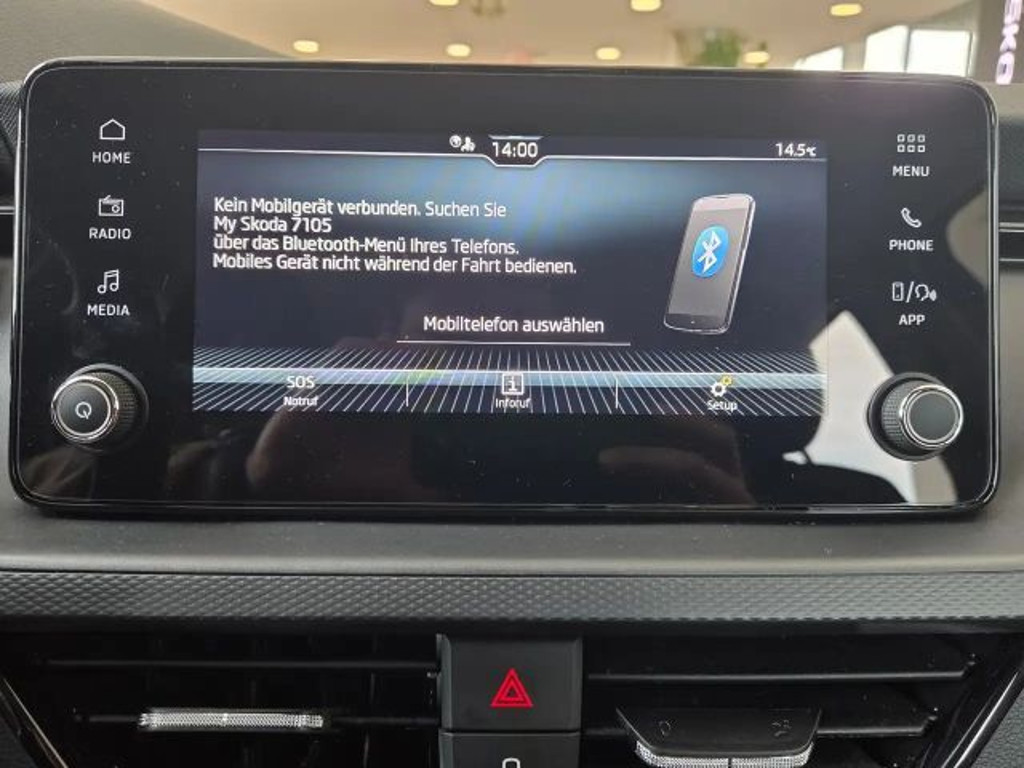 HOME
RADIO
MEDIA
14:00
14.5°C
Kein Mobilgerät verbunden. Suchen Sie
My Skoda 7105
über das Bluetooth-Menü Ihres Telefons.
Mobiles Gerät nicht während der Fahrt bedienen.
Mobiltelefon auswählen
SOS
Notruf
Inforuf
Setup
MENU
PHONE
APP